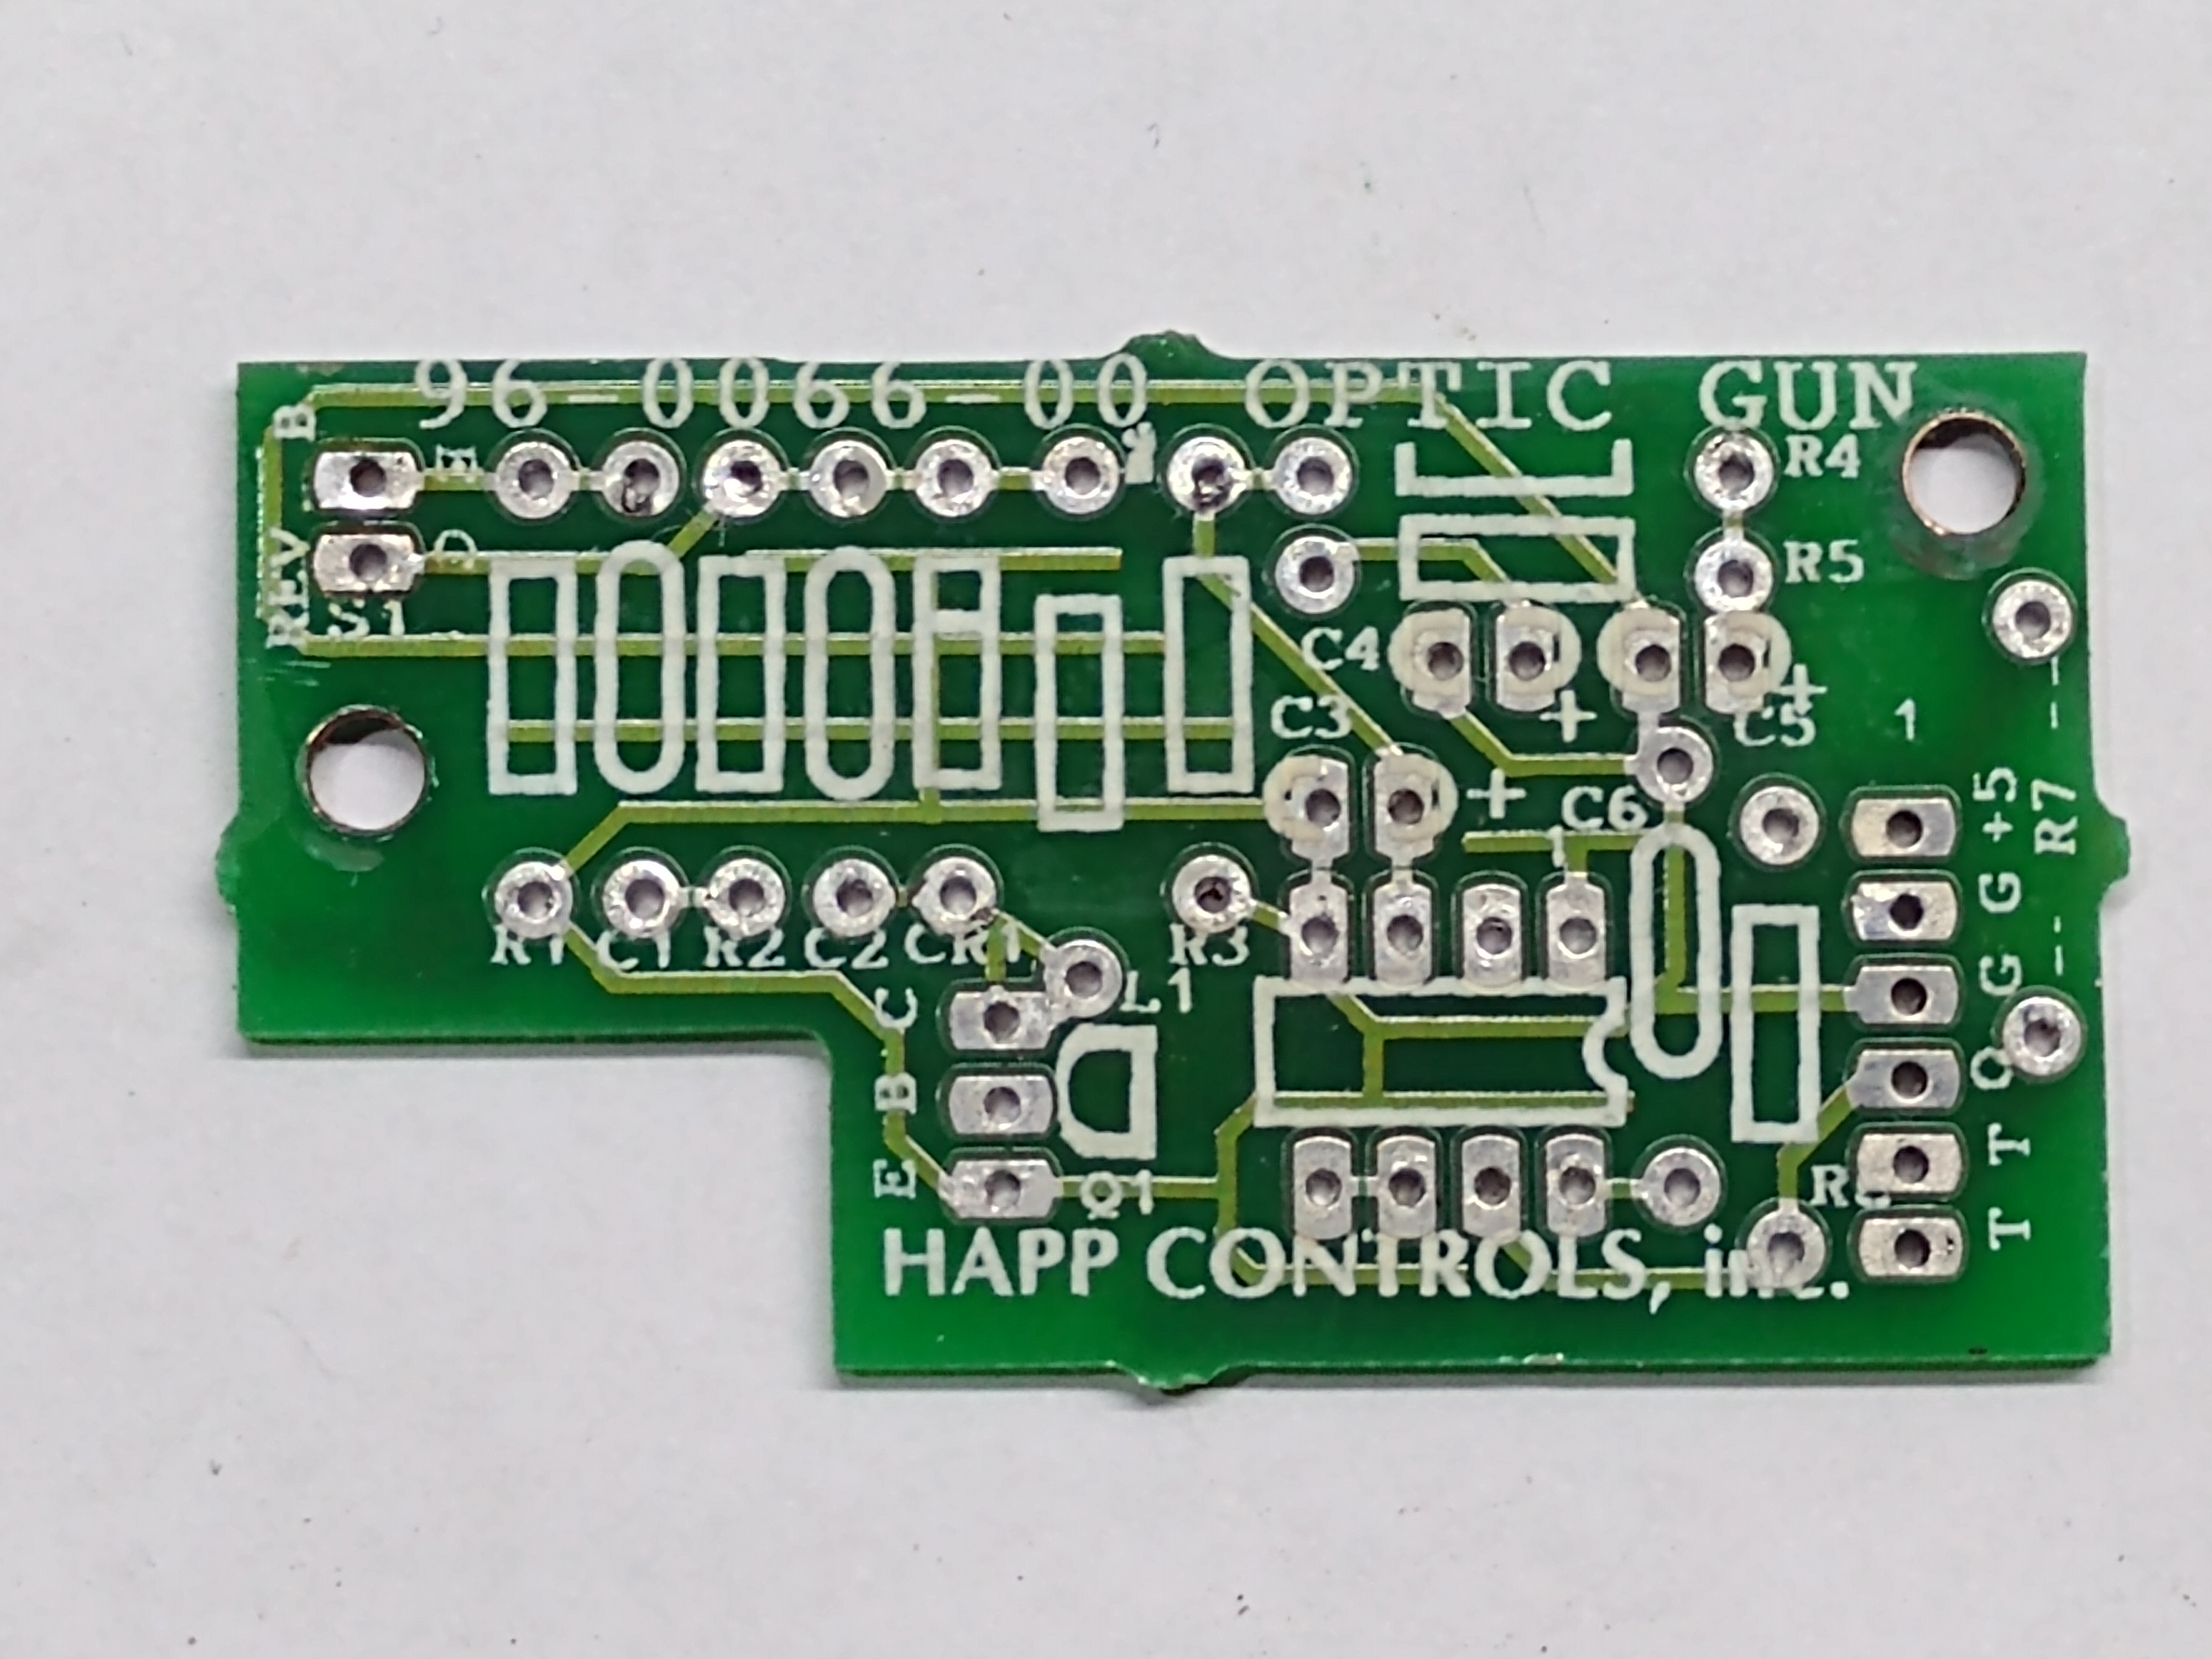 REV B
S1
C E
96-0066-00 OPTIC GUN
R1
C1
R2
C2
CR1
E B C
HAPP CONTROLS, inc.
Q1
L1
R3
C3
C4
+
+
1
C6
C5
+
R5
R4
1
T T O G G +5
-- R7 --